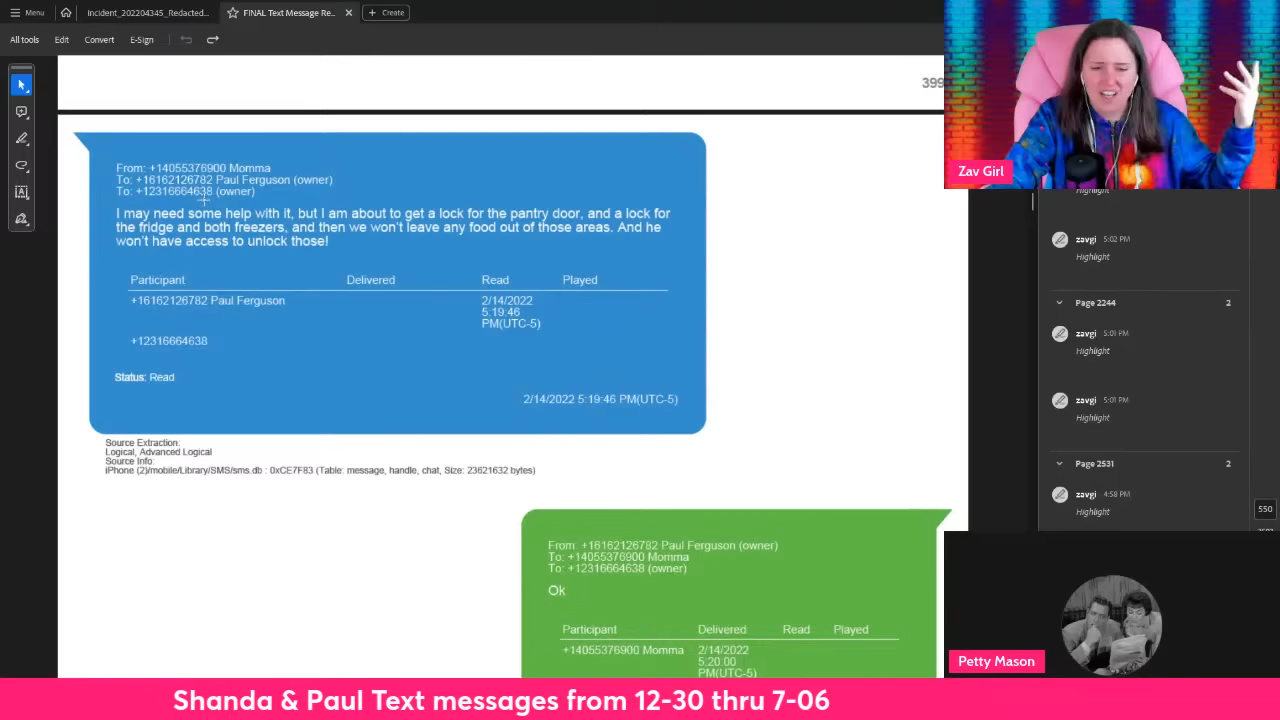 Menu
Incident_202204345_Redacted...
FINAL Text Message Re...
Create
All tools
Edit
Convert
E-Sign
399
From: +14055376900 Momma
To: +16162126782 Paul Ferguson (owner)
To: +12316664638 (owner)
I may need some help with it, but I am about to get a lock for the pantry door, and a lock for
the fridge and both freezers, and then we won't leave any food out of those areas. And he
won't have access to unlock those!
Participant Delivered Read Played
+16162126782 Paul Ferguson 2/14/2022
5:19:46
PM(UTC-5)
+12316664638
Status: Read
2/14/2022 5:19:46 PM(UTC-5)
Source Extraction:
Logical, Advanced Logical
Source Info:
iPhone (2)/mobile/Library/SMS/sms.db : 0xCE7F83 (Table: message, handle, chat, Size: 23621632 bytes)
From: +16162126782 Paul Ferguson (owner)
To: +14055376900 Momma
To: +12316664638 (owner)
Ok
Participant Delivered Read Played
+14055376900 Momma 2/14/2022
5:20:00
PM(UTC-5)
Zav Girl
Highlight
zavgi 5:02 PM
Highlight
Page 2244 2
zavgi 5:01 PM
Highlight
zavgi 5:01 PM
Highlight
Page 2531 2
zavgi 4:58 PM
Highlight
550
Petty Mason
Shanda & Paul Text messages from 12-30 thru 7-06